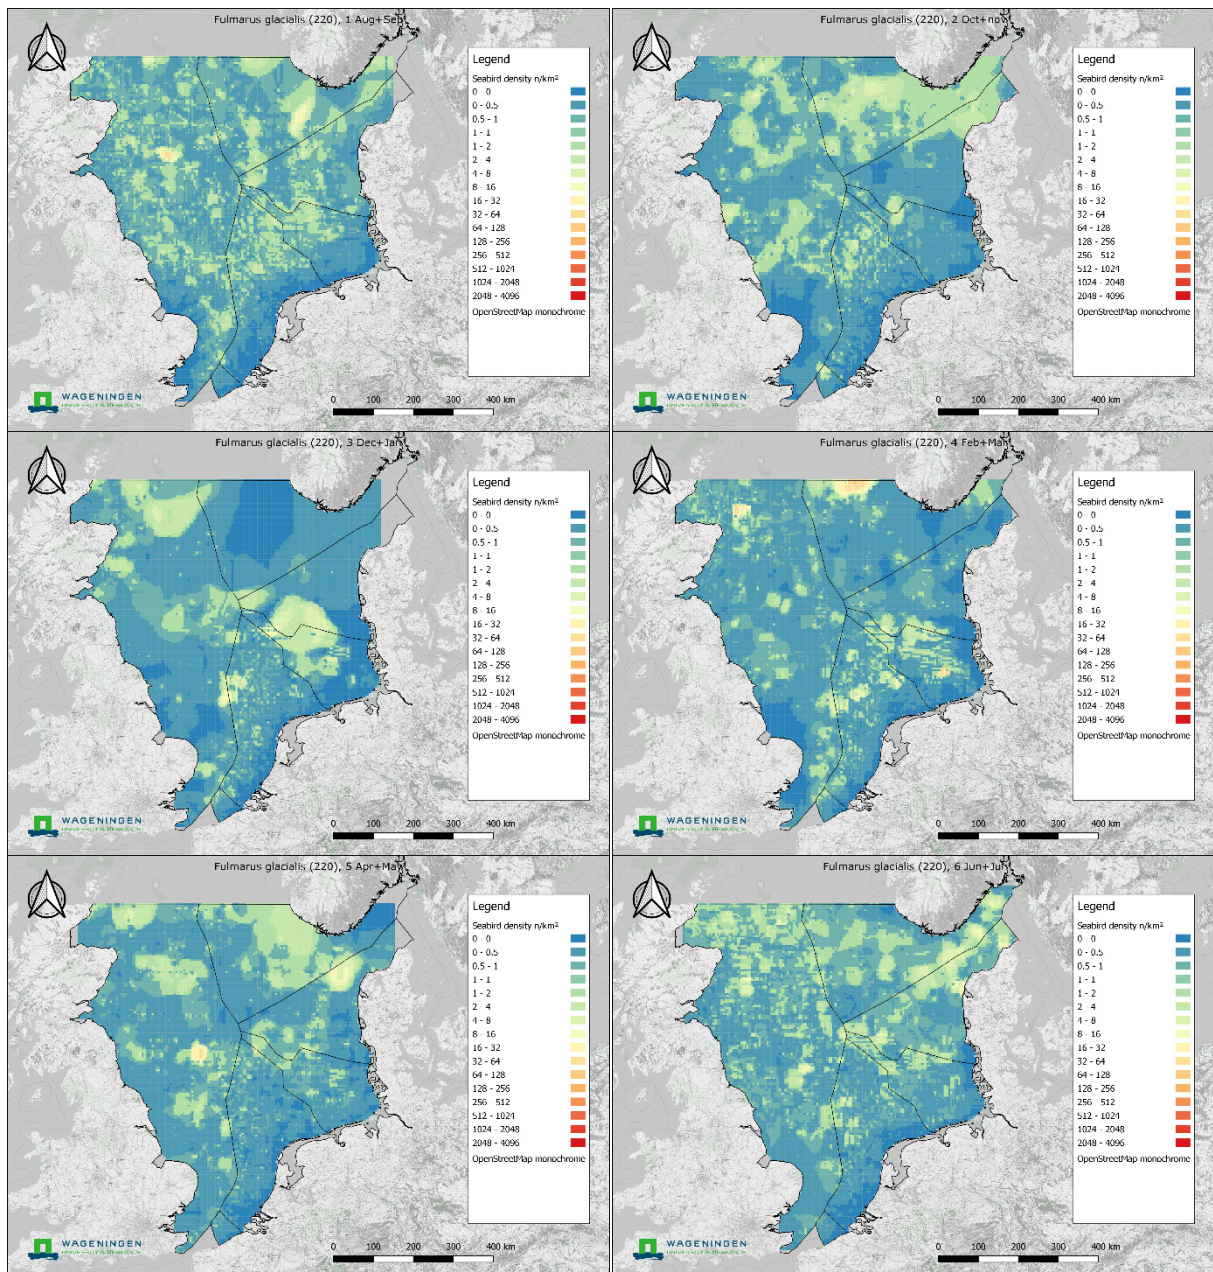 Fulmarus glacialis (220), 1 Aug+Sep
Legend
Seabird density n/km²
0 - 0
0 - 0.5
0.5 - 1
1 - 1
1 - 2
2 4
4 - 8
8 - 16
16 - 32
32 - 64
64 - 128
128 - 256
256 512
512 - 1024
1024 - 2048
2048 - 4096
OpenStreetMap monochrome
WAGENINGEN
UNIVERSITY & RESEARCH
0 100 200 300 400 km
Fulmarus glacialis (220), 2 Oct+nov
Legend
Seabird density n/km²
0 - 0
0 - 0.5
0.5 - 1
1 - 1
1 - 2
2 4
4 - 8
8 - 16
16 - 32
32 - 64
64 - 128
128 - 256
256 512
512 - 1024
1024 - 2048
2048 - 4096
OpenStreetMap monochrome
WAGENINGEN
UNIVERSITY & RESEARCH
0 100 200 300 400 km
Fulmarus glacialis (220), 3 Dec+Jan
Legend
Seabird density n/km²
0 - 0
0 - 0.5
0.5 - 1
1 - 1
1 - 2
2 4
4 - 8
8 - 16
16 - 32
32 - 64
64 - 128
128 - 256
256 512
512 - 1024
1024 - 2048
2048 - 4096
OpenStreetMap monochrome
WAGENINGEN
UNIVERSITY & RESEARCH
0 100 200 300 400 km
Fulmarus glacialis (220), 4 Feb+Mar
Legend
Seabird density n/km²
0 - 0
0 - 0.5
0.5 - 1
1 - 1
1 - 2
2 4
4 - 8
8 - 16
16 - 32
32 - 64
64 - 128
128 - 256
256 512
512 - 1024
1024 - 2048
2048 - 4096
OpenStreetMap monochrome
WAGENINGEN
UNIVERSITY & RESEARCH
0 100 200 300 400 km
Fulmarus glacialis (220), 5 Apr+May
Legend
Seabird density n/km²
0 - 0
0 - 0.5
0.5 - 1
1 - 1
1 - 2
2 4
4 - 8
8 - 16
16 - 32
32 - 64
64 - 128
128 - 256
256 512
512 - 1024
1024 - 2048
2048 - 4096
OpenStreetMap monochrome
WAGENINGEN
UNIVERSITY & RESEARCH
0 100 200 300 400 km
Fulmarus glacialis (220), 6 Jun+Jul
Legend
Seabird density n/km²
0 - 0
0 - 0.5
0.5 - 1
1 - 1
1 - 2
2 4
4 - 8
8 - 16
16 - 32
32 - 64
64 - 128
128 - 256
256 512
512 - 1024
1024 - 2048
2048 - 4096
OpenStreetMap monochrome
WAGENINGEN
UNIVERSITY & RESEARCH
0 100 200 300 400 km